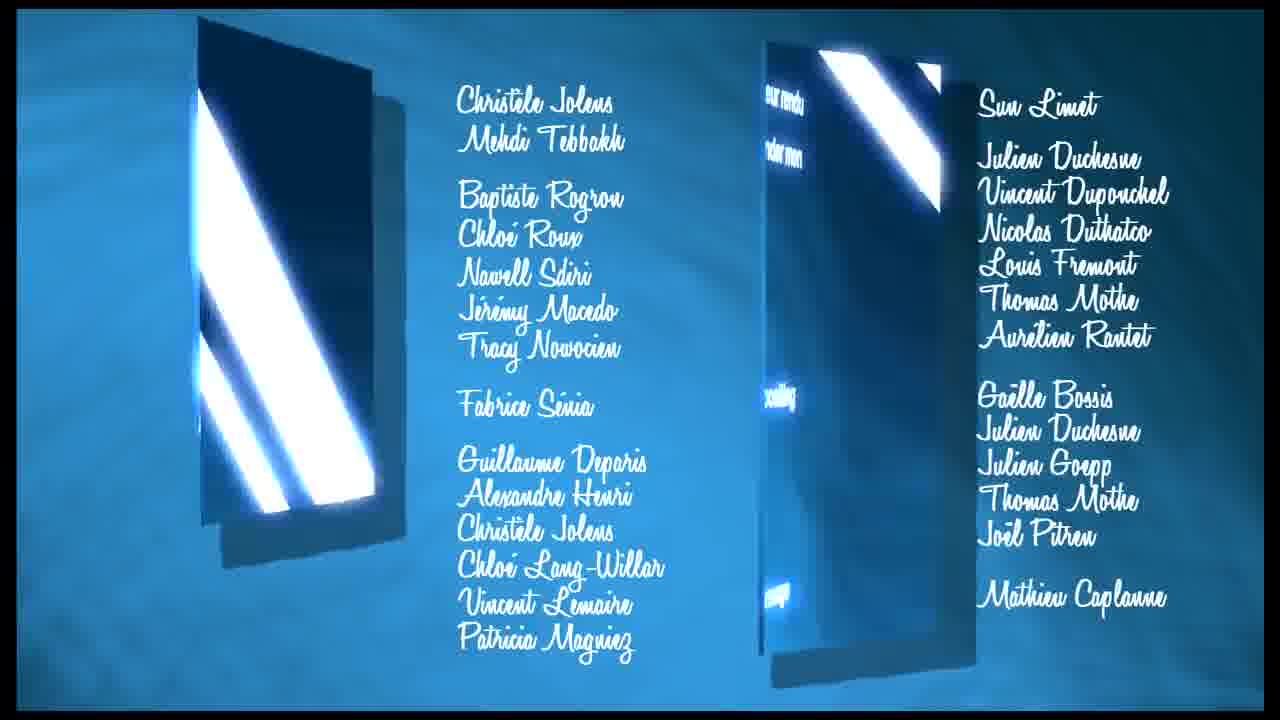 Christèle Jolens
Mehdi Tebbakh
Baptiste Rogron
Chloé Roux
Nawell Sdiri
Jérémy Macedo
Tracy Nowocien
Fabrice Sénia
Guillaume Deparis
Alexandre Henri
Christèle Jolens
Chloé Lang-Willar
Vincent Lemaire
Patricia Magniez
eur rendu
Sun Limet
Julien Duchesne
Vincent Duponchel
Nicolas Duthatco
Louis Fremont
Thomas Mothe
Aurélien Rantet
Gaëlle Bossis
Julien Duchesne
Julien Goepp
Thomas Mothe
Joël Pitren
Mathieu Caplanne